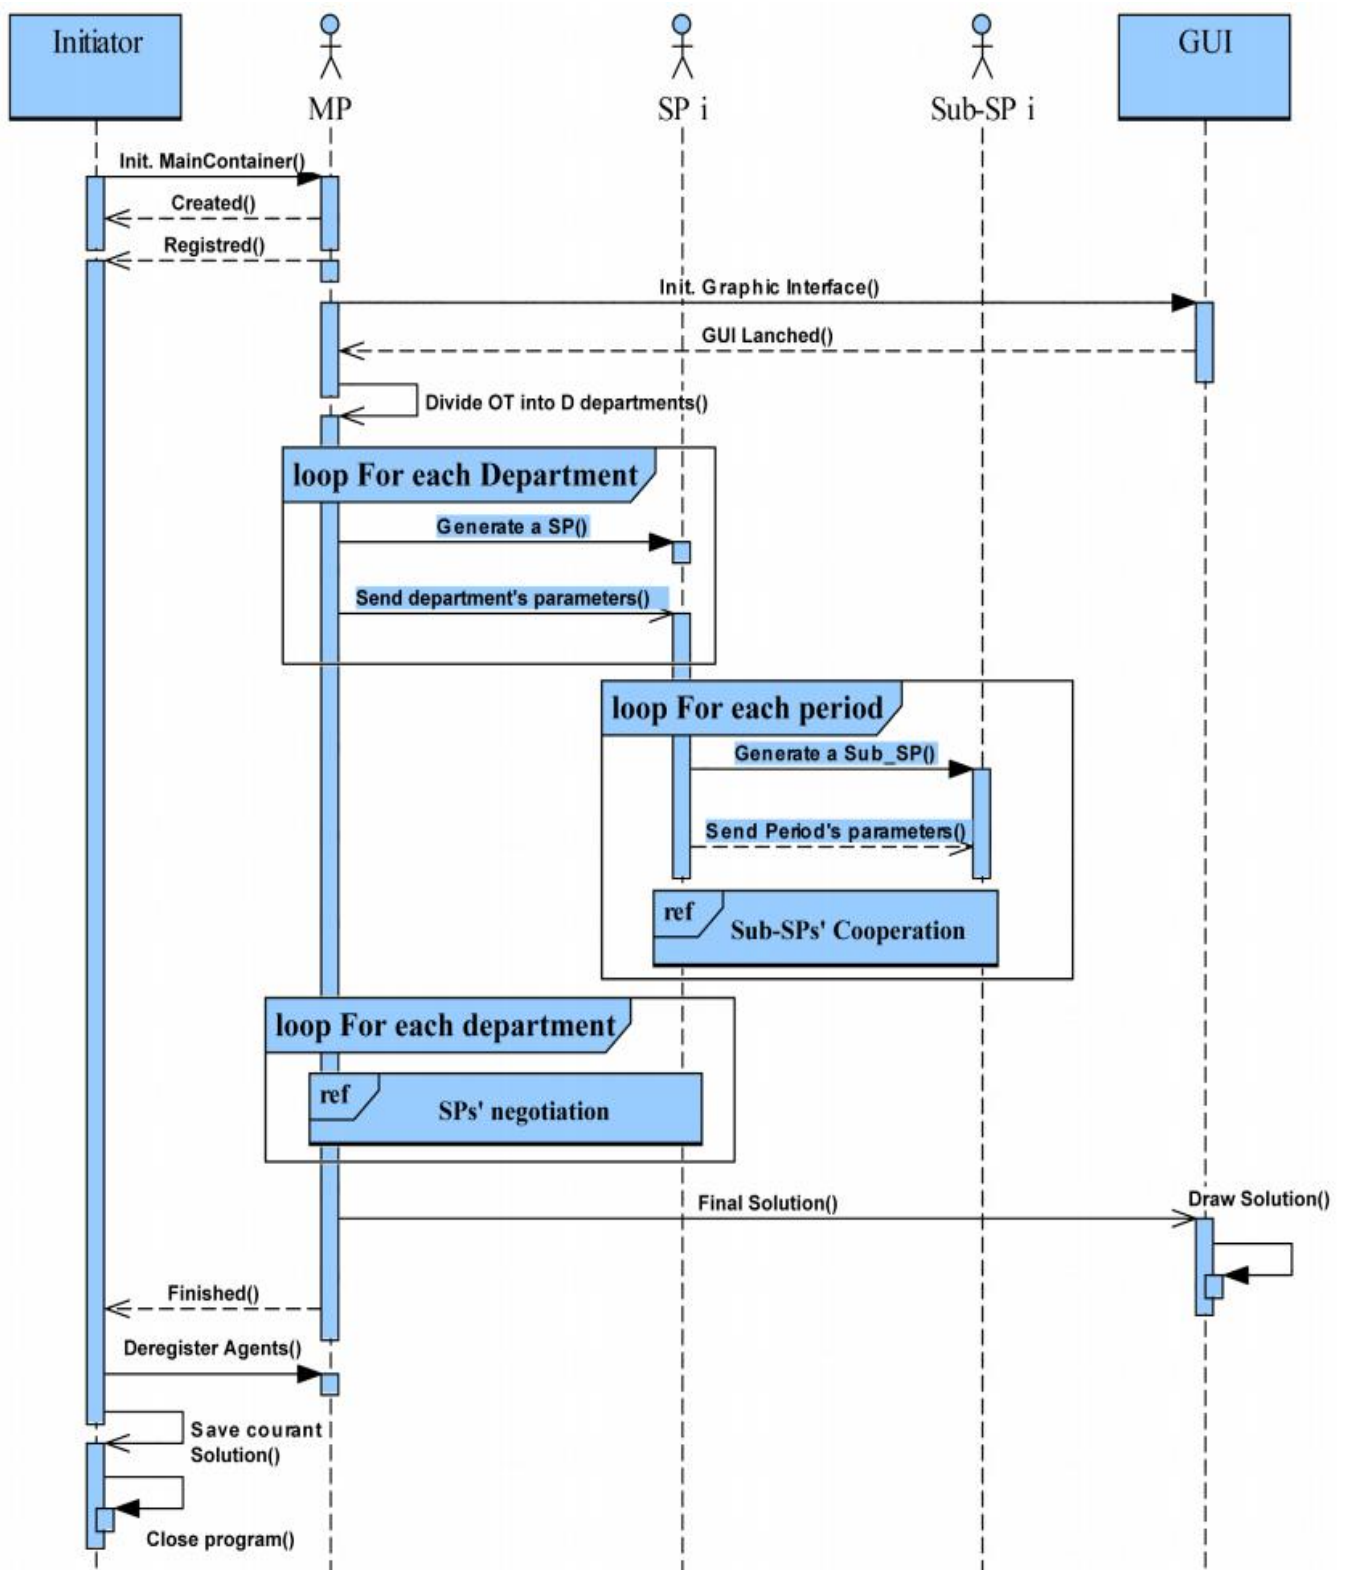 Initiator
MP
SP i
Sub-SP i
GUI
Init. MainContainer()
Created()
Registred()
Init. Graphic Interface()
GUI Lanched()
Divide OT into D departments()
loop For each Department
Generate a SP()
Send department's parameters()
loop For each period
Generate a Sub_SP()
Send Period's parameters()
ref
Sub-SPs' Cooperation
loop For each department
ref
SPs' negotiation
Final Solution()
Draw Solution()
Finished()
Deregister Agents()
Save courant
Solution()
Close program()